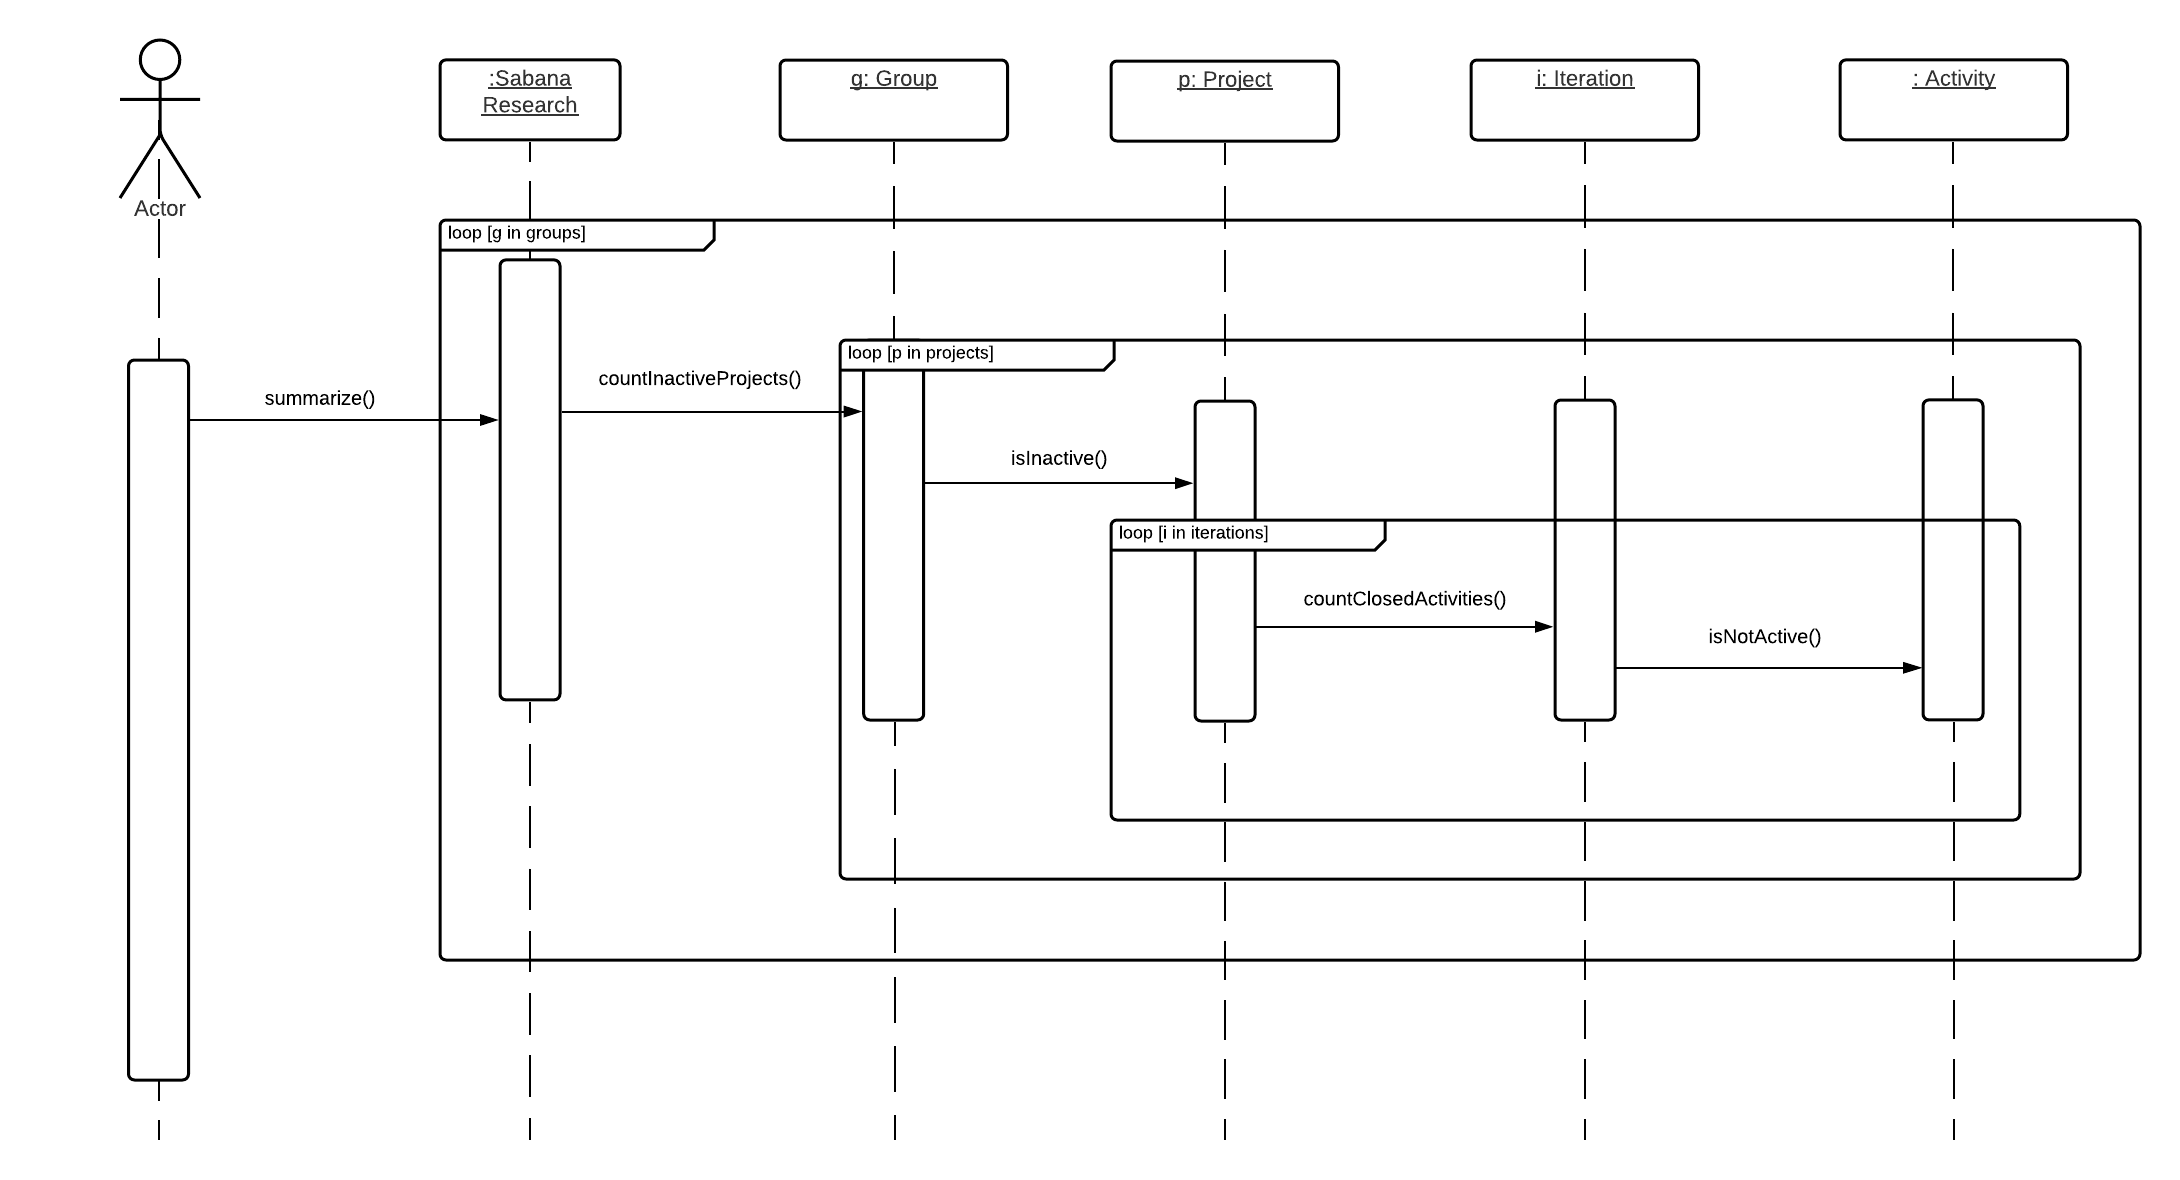 :Sabana
Research
g: Group
p: Project
i: Iteration
: Activity
Actor
loop [g in groups]
loop [p in projects]
countInactiveProjects()
summarize()
isInactive()
loop [i in iterations]
countClosedActivities()
isNotActive()